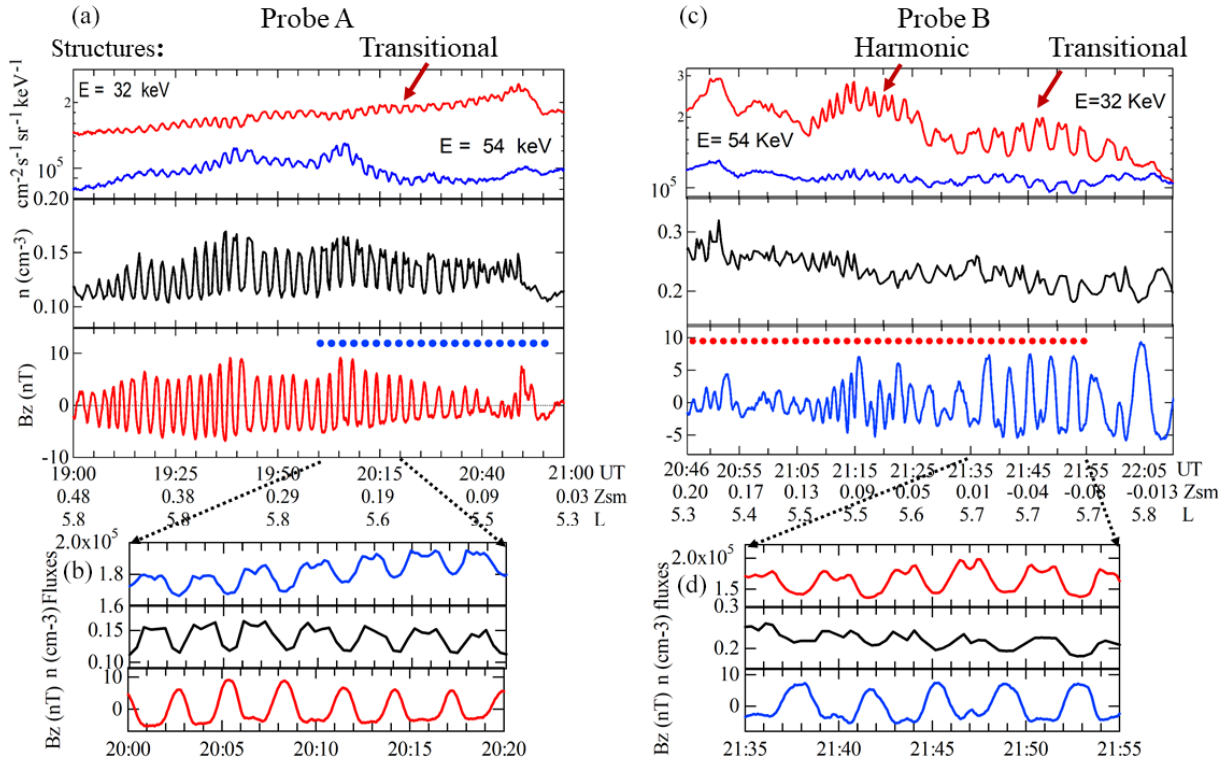 (a) Probe A
Structures: Transitional
E = 32 keV
E = 54 keV
cm-2s-1sr-1keV-1
2
10⁵
0.20
n (cm-3)
0.15
0.10
Bz (nT)
10
0
-10
19:00 19:25 19:50 20:15 20:40 21:00 UT
0.48 0.38 0.29 0.19 0.09 0.03 Zsm
5.8 5.8 5.8 5.6 5.5 5.3 L
(b)
Fluxes
2.0x10⁵
1.8
1.6
n (cm-3)
0.15
0.10
Bz (nT)
10
0
20:00 20:05 20:10 20:15 20:20
(c) Probe B
Harmonic Transitional
E=32 KeV
E = 54 KeV
3
2
10⁵
0.3
0.2
10
5
0
-5
20:46 20:55 21:05 21:15 21:25 21:35 21:45 21:55 22:05 UT
0.20 0.17 0.13 0.09 0.05 0.01 -0.04 -0.08 -0.013 Zsm
5.3 5.4 5.5 5.5 5.6 5.7 5.7 5.7 5.8 L
(d)
fluxes
2.0x10⁵
1.5
0.3
n (cm-3)
0.2
Bz (nT)
10
0
21:35 21:40 21:45 21:50 21:55